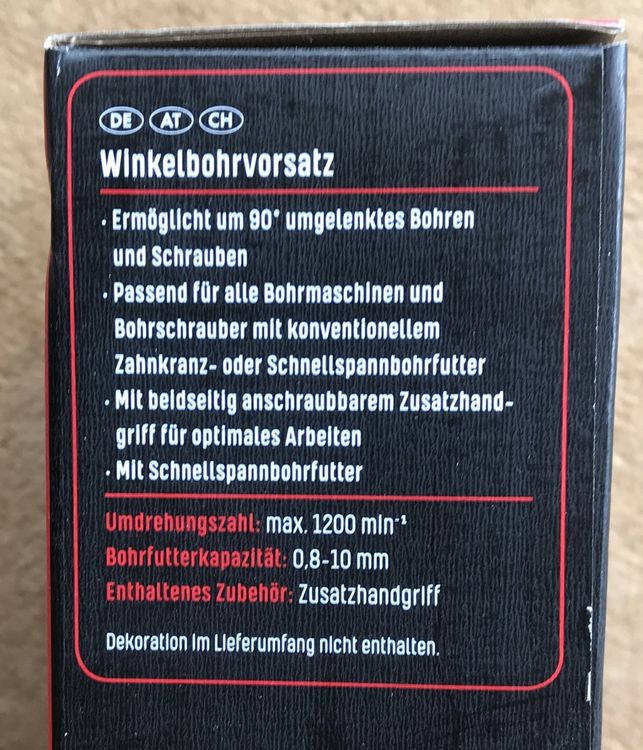 DE AT CH
Winkelbohrvorsatz
· Ermöglicht um 90° umgelenktes Bohren
und Schrauben
· Passend für alle Bohrmaschinen und
Bohrschrauber mit konventionellem
Zahnkranz- oder Schnellspannbohrfutter
· Mit beidseitig anschraubbarem Zusatzhand-
griff für optimales Arbeiten
· Mit Schnellspannbohrfutter
Umdrehungszahl: max. 1200 min⁻¹
Bohrfutterkapazität: 0,8-10 mm
Enthaltenes Zubehör: Zusatzhandgriff
Dekoration im Lieferumfang nicht enthalten.